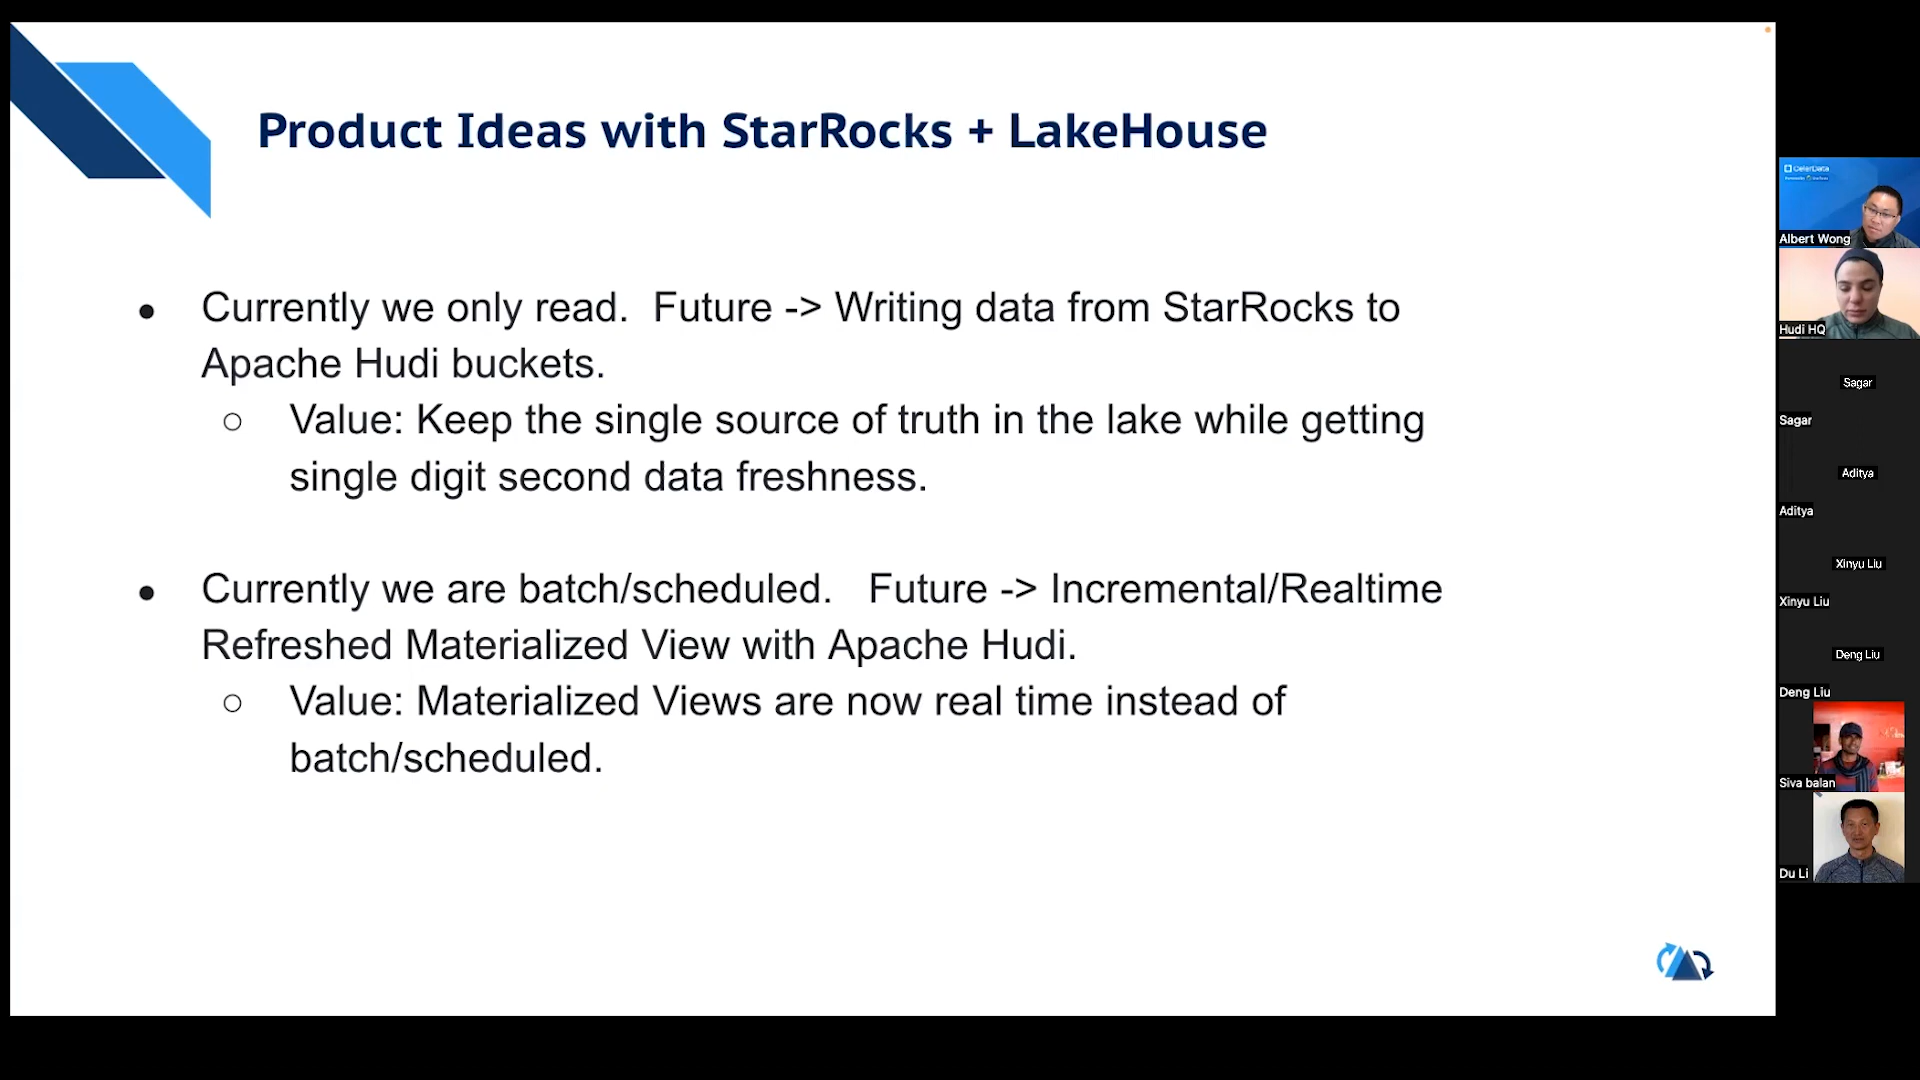 Product Ideas with StarRocks + LakeHouse
● Currently we only read.  Future -> Writing data from StarRocks to
Apache Hudi buckets.
○ Value: Keep the single source of truth in the lake while getting
single digit second data freshness.
● Currently we are batch/scheduled.   Future -> Incremental/Realtime
Refreshed Materialized View with Apache Hudi.
○ Value: Materialized Views are now real time instead of
batch/scheduled.
CelerData
Albert Wong
Hudi HQ
Sagar
Sagar
Aditya
Aditya
Xinyu Liu
Xinyu Liu
Deng Liu
Deng Liu
Siva balan
Du Li